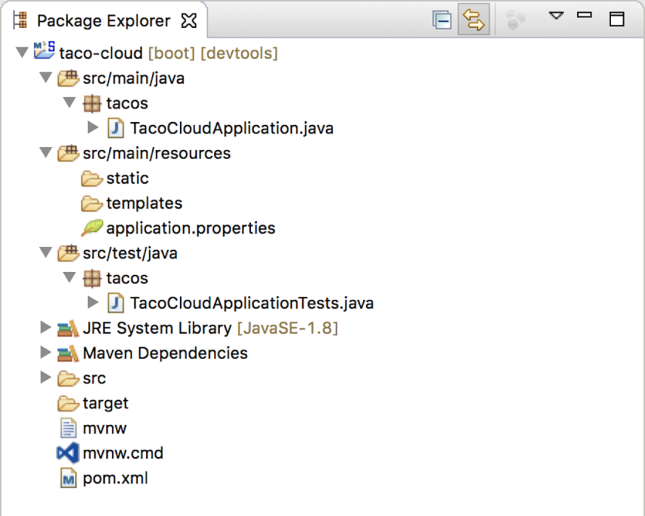 Package Explorer
taco-cloud [boot] [devtools]
src/main/java
tacos
TacoCloudApplication.java
src/main/resources
static
templates
application.properties
src/test/java
tacos
TacoCloudApplicationTests.java
JRE System Library [JavaSE-1.8]
Maven Dependencies
src
target
mvnw
mvnw.cmd
pom.xml